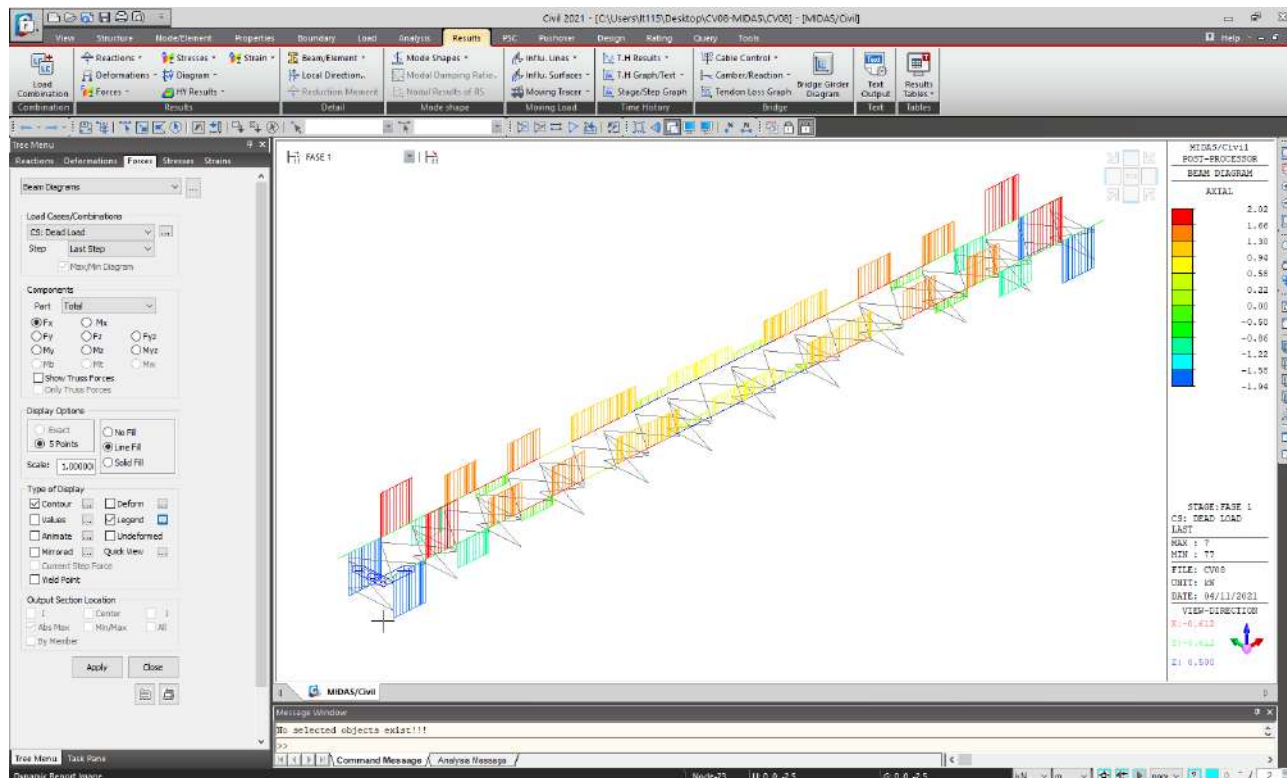 Civil 2021 - [C:\Users\lt115\Desktop\CV08-MIDAS\CV08] - [MIDAS/Civil]
View Structure Node/Element Properties Boundary Load Analysis Results PSC Pushover Design Rating Query Tools Help
Load Combination
Reactions
Deformations
Forces
Stresses
Diagram
HY Results
Strain
Beam/Element
Local Direction..
Reduction Moment
Mode Shapes
Modal Damping Ratio..
Nodal Results of RS
Influ. Lines
Influ. Surfaces
Moving Tracer
T.H Results
T.H Graph/Text
Stage/Step Graph
Cable Control
Camber/Reaction
Tendon Loss Graph
Bridge Girder Diagram
Text Output
Results Tables
Combination Results Detail Mode shape Moving Load Time History Bridge Text Tables
Tree Menu
Reactions Deformations Forces Stresses Strains
Beam Diagrams
Load Cases/Combinations
CS: Dead Load
Step Last Step
Max/Min Diagram
Components
Part Total
Fx Mx
Fy Fz Fyz
My Mz Myz
Mb Mt Mw
Show Truss Forces
Only Truss Forces
Display Options
Exact No Fill
5 Points Line Fill
Scale: 1.00000 Solid Fill
Type of Display
Contour Deform
Values Legend
Animate Undeformed
Mirrored Quick View
Current Step Force
Yield Point
Output Section Location
I Center J
Abs Max Min/Max All
By Member
Apply Close
Tree Menu Task Pane
FASE 1
MIDAS/Civil
POST-PROCESSOR
BEAM DIAGRAM
AXIAL
2.02
1.66
1.30
0.94
0.58
0.22
0.00
-0.50
-0.86
-1.22
-1.58
-1.94
STAGE:FASE 1
CS: DEAD LOAD
LAST
MAX : 7
MIN : 77
FILE: CV08
UNIT: kN
DATE: 04/11/2021
VIEW-DIRECTION
X:-0.612
Z: 0.500
MIDAS/Civil
Message Window
No selected objects exist!!!
>>
Command Message Analysis Message
Dynamic Report Image
Node-73
kN m